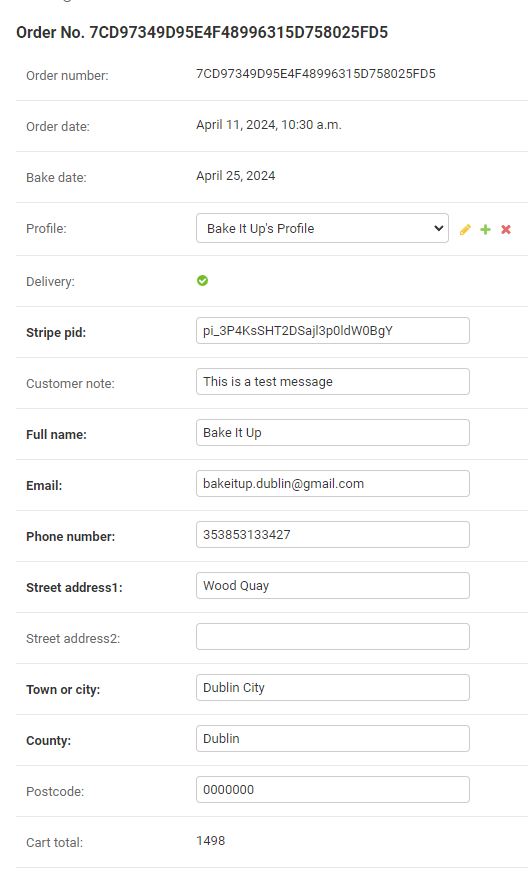 Order No. 7CD97349D95E4F48996315D758025FD5
Order number: 7CD97349D95E4F48996315D758025FD5
Order date: April 11, 2024, 10:30 a.m.
Bake date: April 25, 2024
Profile: Bake It Up's Profile
Delivery:
Stripe pid: pi_3P4KsSHT2DSajl3p0ldW0BgY
Customer note: This is a test message
Full name: Bake It Up
Email: bakeitup.dublin@gmail.com
Phone number: 353853133427
Street address1: Wood Quay
Street address2:
Town or city: Dublin City
County: Dublin
Postcode: 0000000
Cart total: 1498